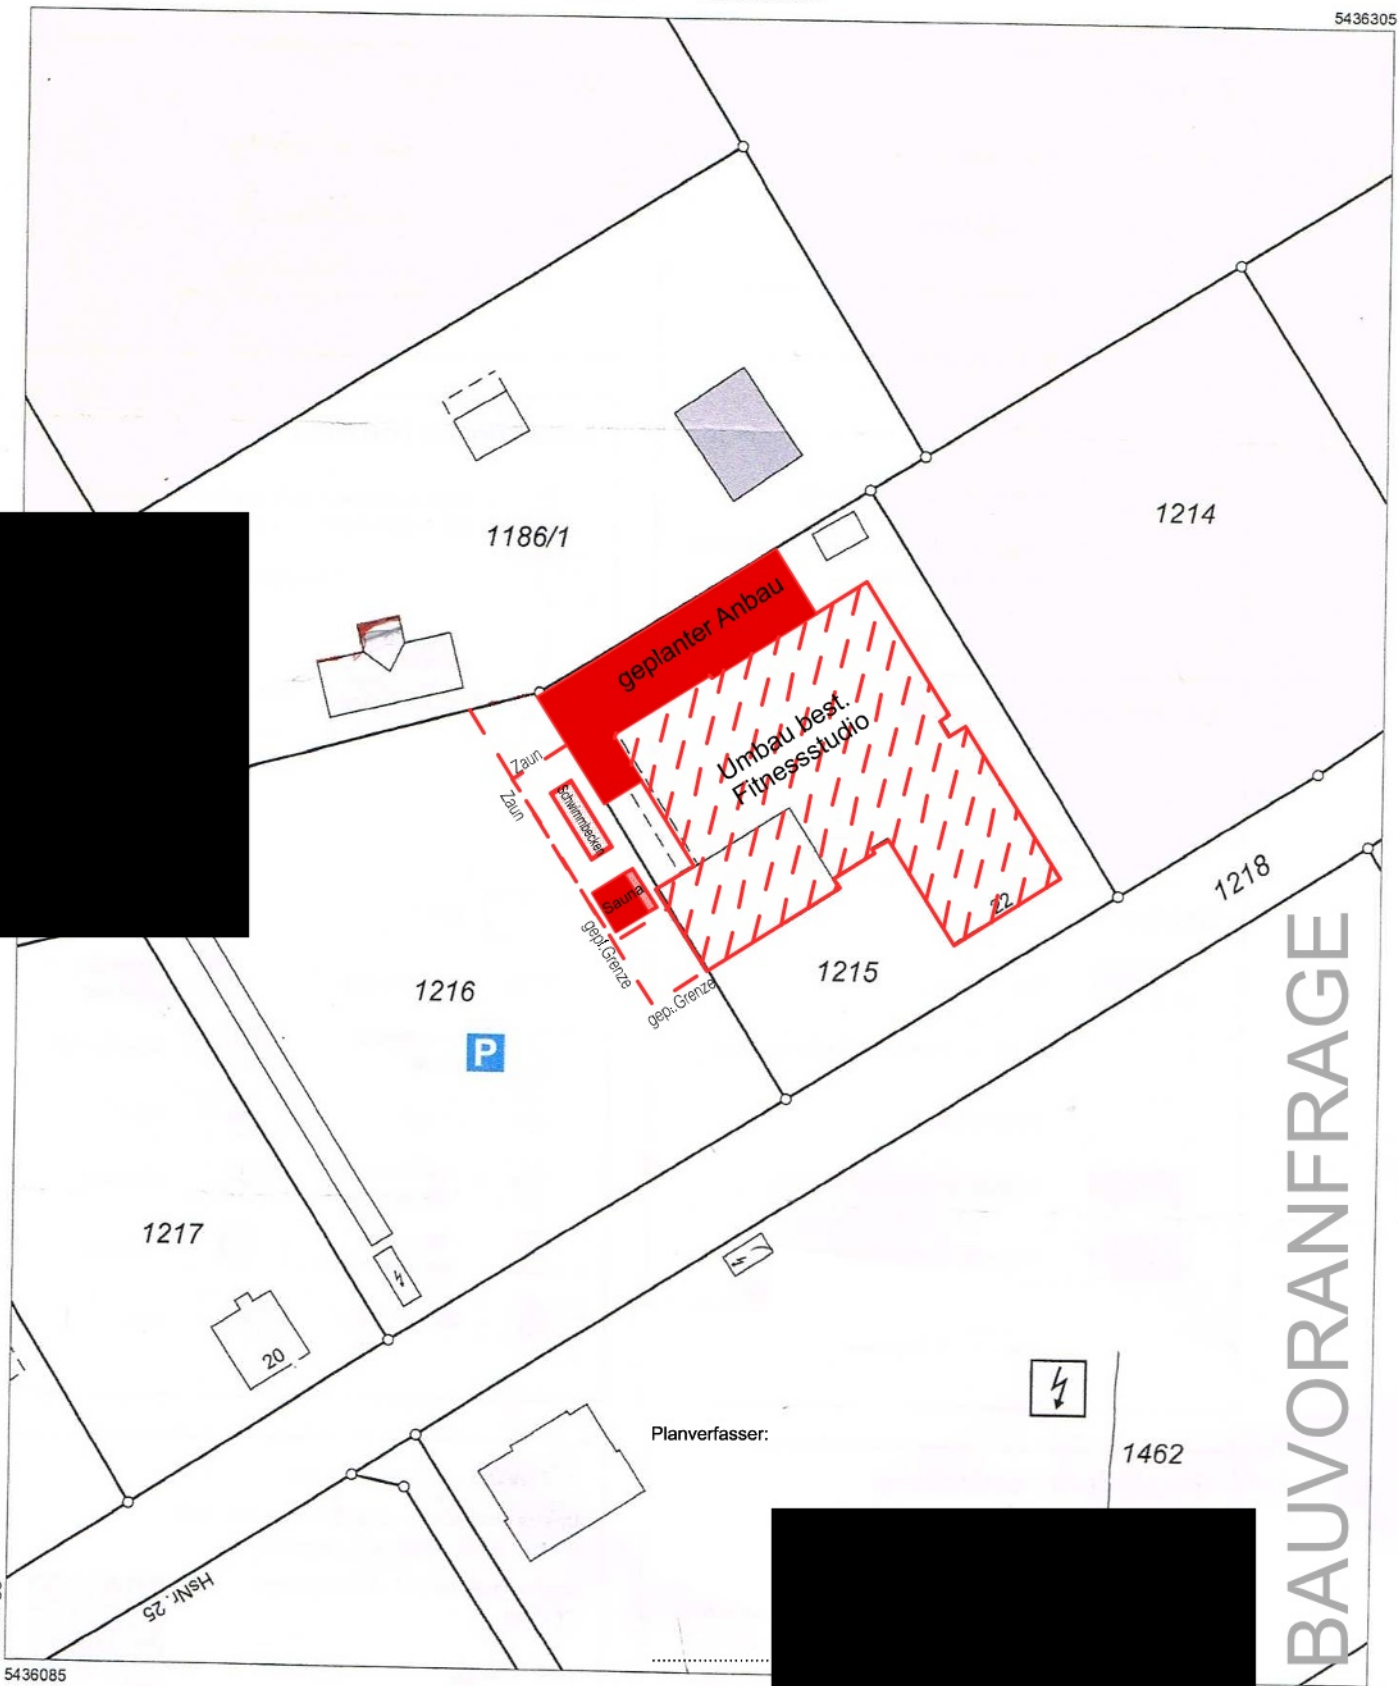 5436305
1214
1186/1
geplanter Anbau
Umbau best.
Fitnessstudio
Zaun
Zaun
Schwimmbecken
Sauna
gepl.Grenze
gep.:Grenze
22
1218
1215
1216
P
1217
20
Planverfasser:
1462
HsNr. 25
BAUVORANFRAGE
5436085